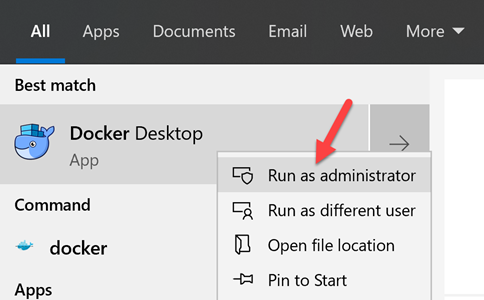 All Apps Documents Email Web More
Best match
Docker Desktop
App
Run as administrator
Command
Run as different user
docker
Open file location
Apps
Pin to Start